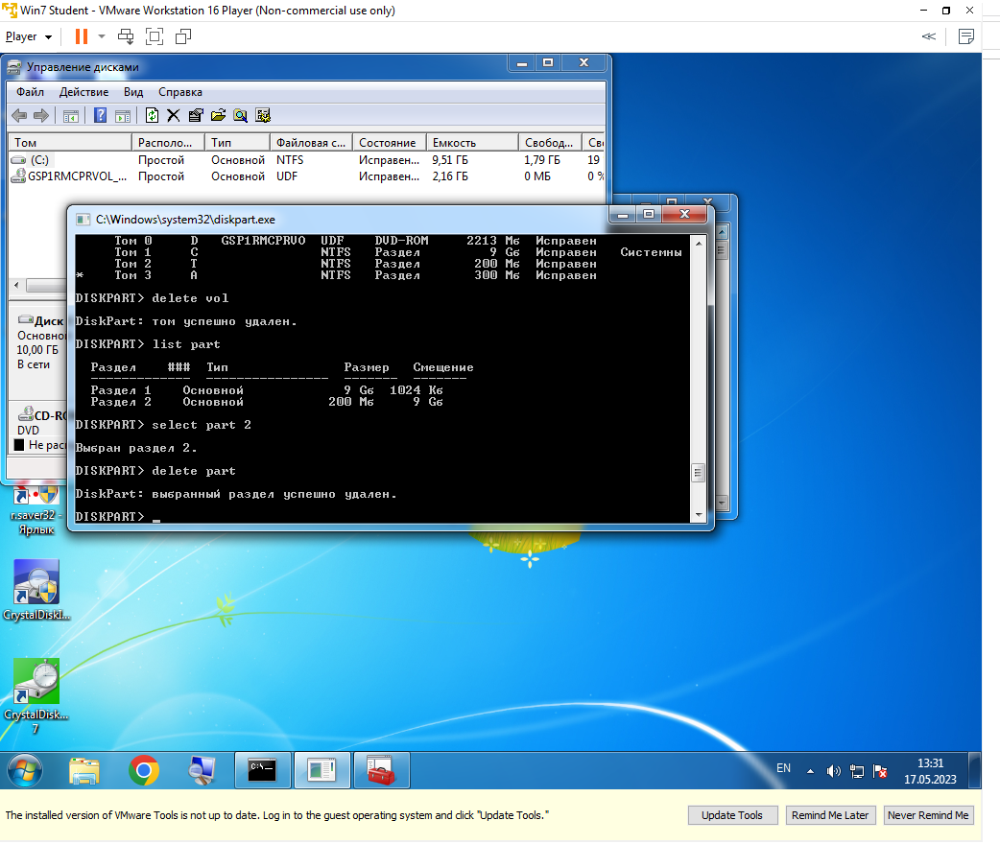 Win7 Student - VMware Workstation 16 Player (Non-commercial use only)
Player
Управление дисками
Файл Действие Вид Справка
Том Располо... Тип Файловая с... Состояние Емкость Свобод... Св
(C:) Простой Основной NTFS Исправен... 9,51 ГБ 1,79 ГБ 19
GSP1RMCPRVOL_... Простой Основной UDF Исправен... 2,16 ГБ 0 МБ 0 %
C:\Windows\system32\diskpart.exe
Том 0 D GSP1RMCPRVO UDF DVD-ROM 2213 Мб Исправен
Том 1 C NTFS Раздел 9 Gб Исправен Системны
Том 2 T NTFS Раздел 200 Мб Исправен
* Том 3 A NTFS Раздел 300 Мб Исправен
DISKPART> delete vol
DiskPart: том успешно удален.
DISKPART> list part
Раздел ### Тип Размер Смещение
------------- ---------------- ------- -------
Раздел 1 Основной 9 Gб 1024 Кб
Раздел 2 Основной 200 Мб 9 Gб
DISKPART> select part 2
Выбран раздел 2.
DISKPART> delete part
DiskPart: выбранный раздел успешно удален.
DISKPART> _
Диск
Основно
10,00 ГБ
В сети
CD-RO
DVD
Не расп
r.saver32 -
Ярлык
CrystalDiskI...
CrystalDisk...
7
C:\_
EN
13:31
17.05.2023
The installed version of VMware Tools is not up to date. Log in to the guest operating system and click "Update Tools."
Update Tools
Remind Me Later
Never Remind Me